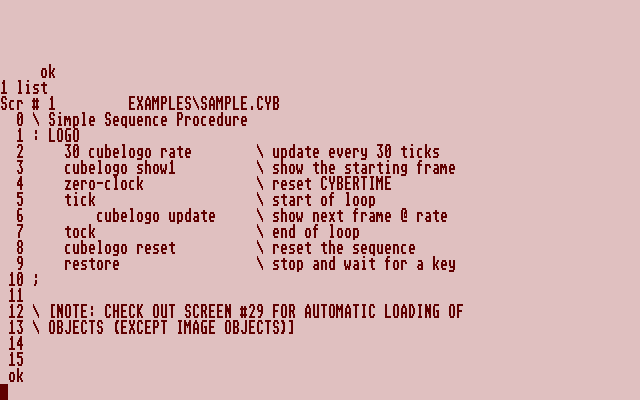 ok
1 list
Scr # 1         EXAMPLES\SAMPLE.CYB
  0 \ Simple Sequence Procedure
  1 : LOGO
  2     30 cubelogo rate        \ update every 30 ticks
  3     cubelogo show1          \ show the starting frame
  4     zero-clock              \ reset CYBERTIME
  5     tick                    \ start of loop
  6         cubelogo update     \ show next frame @ rate
  7     tock                    \ end of loop
  8     cubelogo reset          \ reset the sequence
  9     restore                 \ stop and wait for a key
 10 ;
 11
 12 \ [NOTE: CHECK OUT SCREEN #29 FOR AUTOMATIC LOADING OF
 13 \ OBJECTS (EXCEPT IMAGE OBJECTS)]
 14
 15
 ok